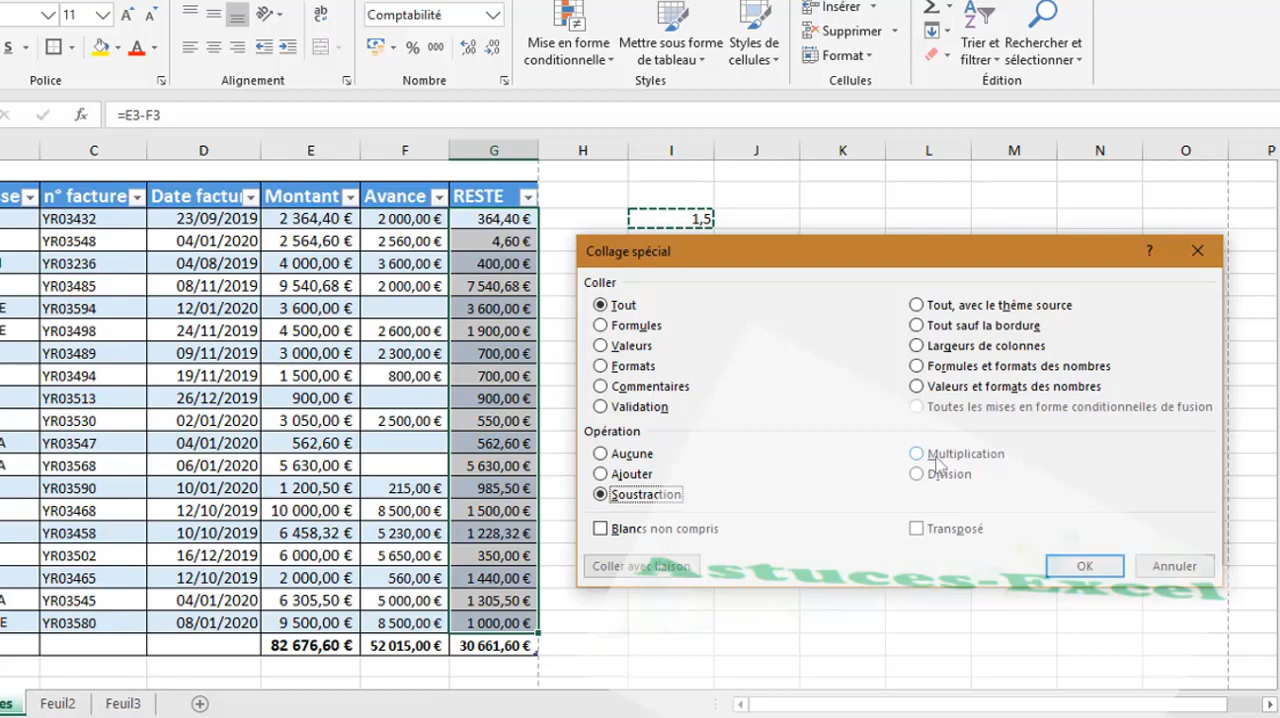 11
A
A
ab
Comptabilité
Mise en forme
conditionnelle
Mettre sous forme
de tableau
Styles de
cellules
Insérer
Supprimer
Format
Σ
Trier et
filtrer
Rechercher et
sélectionner
S
A
%
000
Police
Alignement
Nombre
Styles
Cellules
Édition
fx
=E3-F3
C D E F G H I J K L M N O P
sse n° facture Date factu Montant Avance RESTE
YR03432 23/09/2019 2 364,40 € 2 000,00 € 364,40 € 1,5
YR03548 04/01/2020 2 564,60 € 2 560,00 € 4,60 €
YR03236 04/08/2019 4 000,00 € 3 600,00 € 400,00 €
YR03485 08/11/2019 9 540,68 € 2 000,00 € 7 540,68 €
E YR03594 12/01/2020 3 600,00 € 3 600,00 €
E YR03498 24/11/2019 4 500,00 € 2 600,00 € 1 900,00 €
YR03489 09/11/2019 3 000,00 € 2 300,00 € 700,00 €
YR03494 19/11/2019 1 500,00 € 800,00 € 700,00 €
YR03513 26/12/2019 900,00 € 900,00 €
YR03530 02/01/2020 3 050,00 € 2 500,00 € 550,00 €
A YR03547 04/01/2020 562,60 € 562,60 €
A YR03568 06/01/2020 5 630,00 € 5 630,00 €
YR03590 10/01/2020 1 200,50 € 215,00 € 985,50 €
YR03468 12/10/2019 10 000,00 € 8 500,00 € 1 500,00 €
YR03458 10/10/2019 6 458,32 € 5 230,00 € 1 228,32 €
YR03502 16/12/2019 6 000,00 € 5 650,00 € 350,00 €
YR03465 12/10/2019 2 000,00 € 560,00 € 1 440,00 €
A YR03545 04/01/2020 6 305,50 € 5 000,00 € 1 305,50 €
E YR03580 08/01/2020 9 500,00 € 8 500,00 € 1 000,00 €
82 676,60 € 52 015,00 € 30 661,60 €
Collage spécial ?
Coller
Tout
Formules
Valeurs
Formats
Commentaires
Validation
Tout, avec le thème source
Tout sauf la bordure
Largeurs de colonnes
Formules et formats des nombres
Valeurs et formats des nombres
Toutes les mises en forme conditionnelles de fusion
Opération
Aucune
Ajouter
Soustraction
Multiplication
Division
Blancs non compris
Transposé
Coller avec liaison
OK
Annuler
Astuces-Excel
es
Feuil2
Feuil3